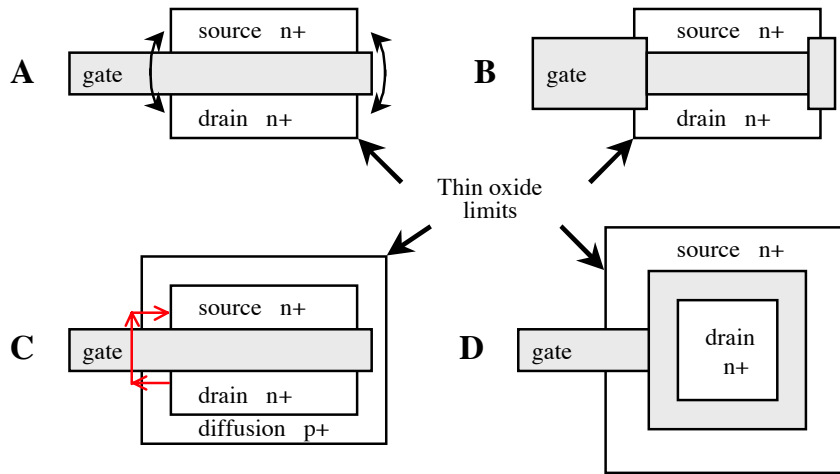 source n+
A
gate
drain n+
source n+
B
gate
drain n+
Thin oxide
limits
source n+
C
gate
drain n+
diffusion p+
source n+
D
gate
drain
n+